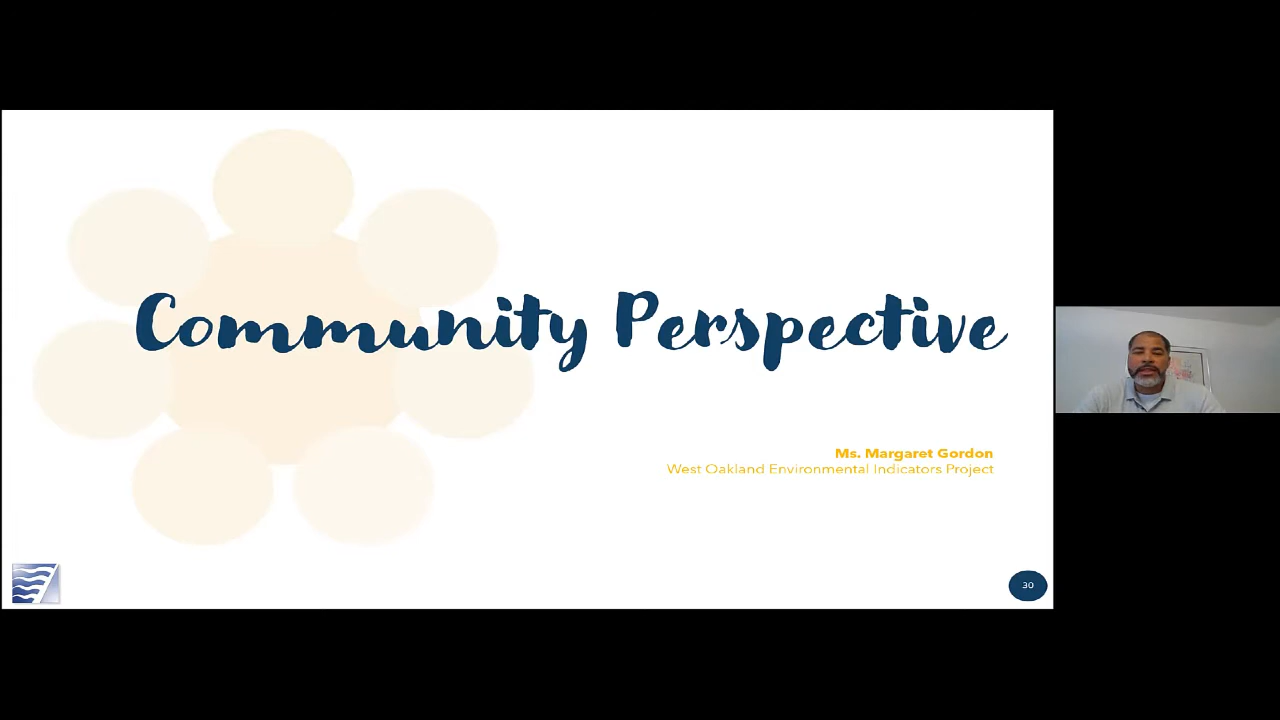 Community Perspective
Ms. Margaret Gordon
West Oakland Environmental Indicators Project
30